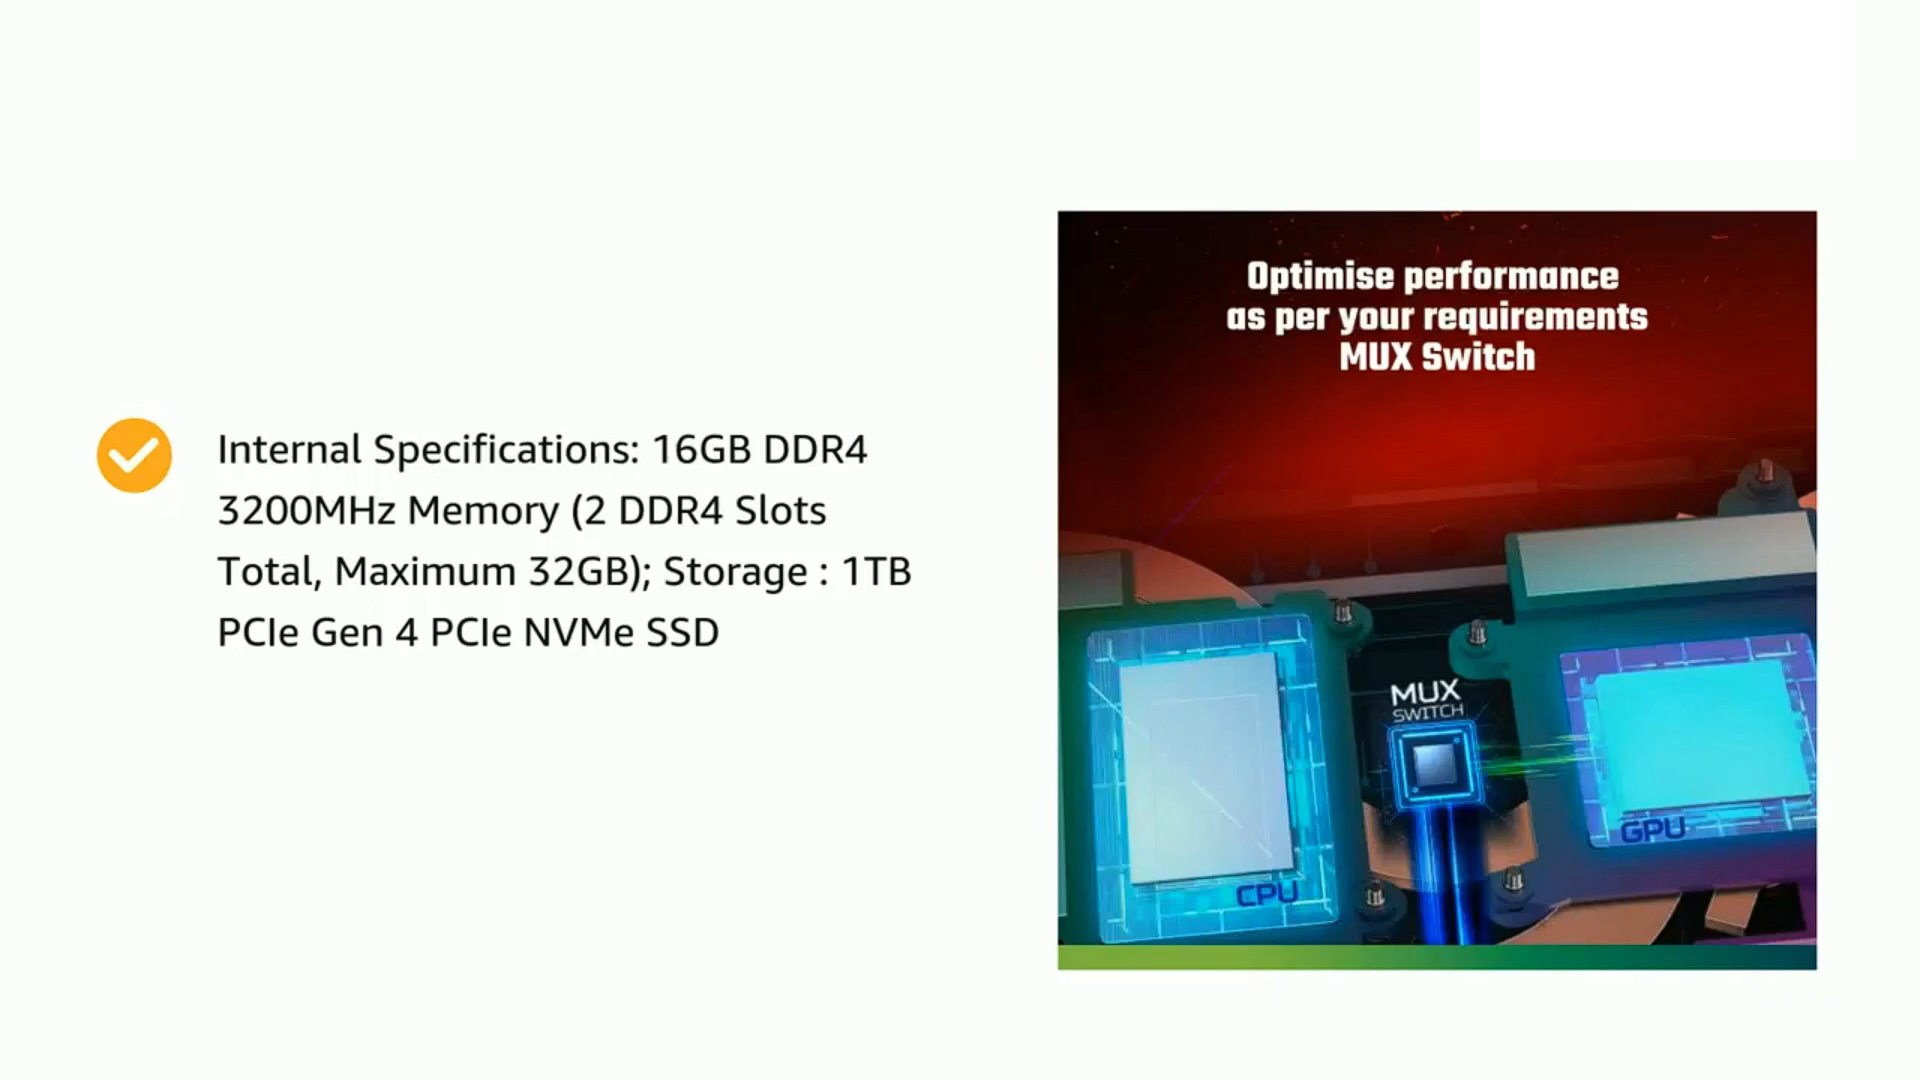 Internal Specifications: 16GB DDR4
3200MHz Memory (2 DDR4 Slots
Total, Maximum 32GB); Storage : 1TB
PCIe Gen 4 PCIe NVMe SSD
Optimise performance
as per your requirements
MUX Switch
MUX
SWITCH
GPU
CPU